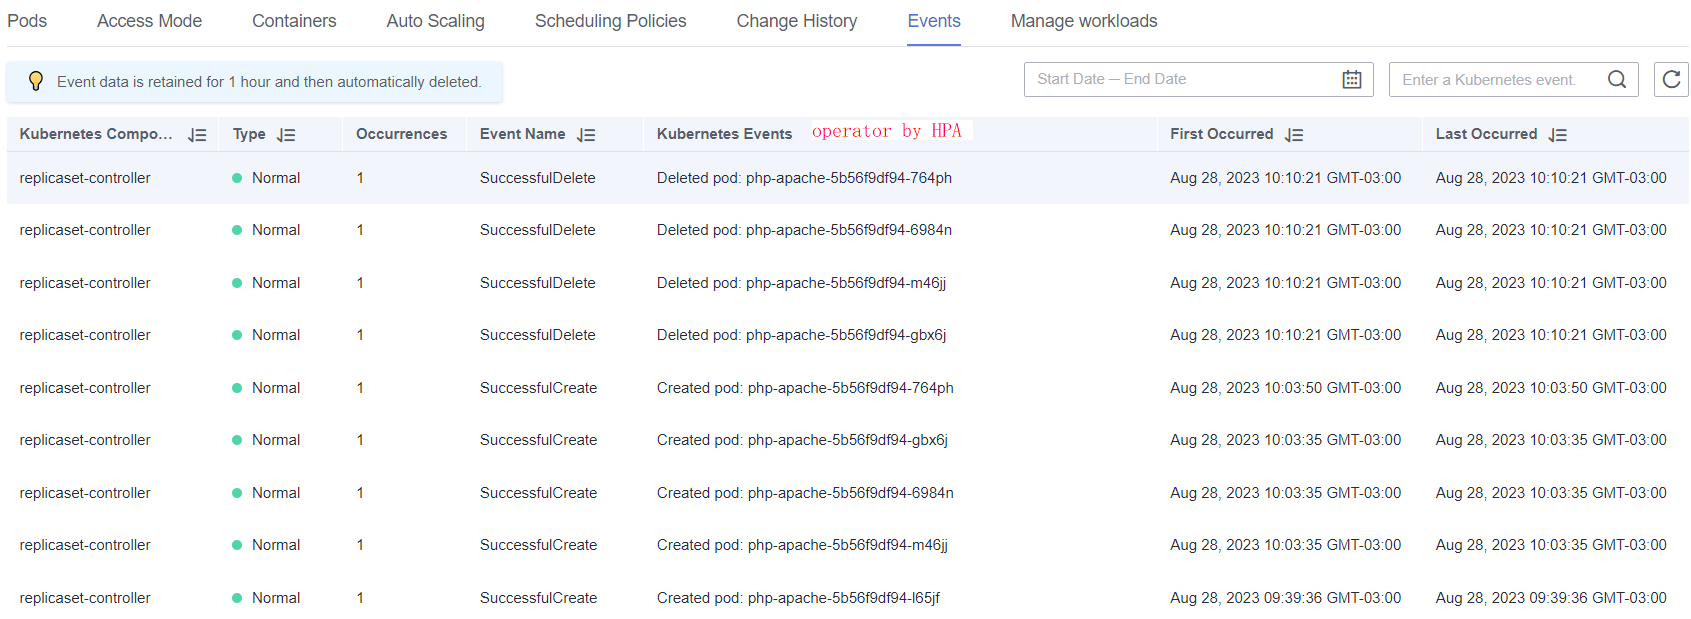 Pods Access Mode Containers Auto Scaling Scheduling Policies Change History Events Manage workloads
Event data is retained for 1 hour and then automatically deleted. Start Date — End Date Enter a Kubernetes event.
Kubernetes Compo... Type Occurrences Event Name Kubernetes Events operator by HPA First Occurred Last Occurred
replicaset-controller Normal 1 SuccessfulDelete Deleted pod: php-apache-5b56f9df94-764ph Aug 28, 2023 10:10:21 GMT-03:00 Aug 28, 2023 10:10:21 GMT-03:00
replicaset-controller Normal 1 SuccessfulDelete Deleted pod: php-apache-5b56f9df94-6984n Aug 28, 2023 10:10:21 GMT-03:00 Aug 28, 2023 10:10:21 GMT-03:00
replicaset-controller Normal 1 SuccessfulDelete Deleted pod: php-apache-5b56f9df94-m46jj Aug 28, 2023 10:10:21 GMT-03:00 Aug 28, 2023 10:10:21 GMT-03:00
replicaset-controller Normal 1 SuccessfulDelete Deleted pod: php-apache-5b56f9df94-gbx6j Aug 28, 2023 10:10:21 GMT-03:00 Aug 28, 2023 10:10:21 GMT-03:00
replicaset-controller Normal 1 SuccessfulCreate Created pod: php-apache-5b56f9df94-764ph Aug 28, 2023 10:03:50 GMT-03:00 Aug 28, 2023 10:03:50 GMT-03:00
replicaset-controller Normal 1 SuccessfulCreate Created pod: php-apache-5b56f9df94-gbx6j Aug 28, 2023 10:03:35 GMT-03:00 Aug 28, 2023 10:03:35 GMT-03:00
replicaset-controller Normal 1 SuccessfulCreate Created pod: php-apache-5b56f9df94-6984n Aug 28, 2023 10:03:35 GMT-03:00 Aug 28, 2023 10:03:35 GMT-03:00
replicaset-controller Normal 1 SuccessfulCreate Created pod: php-apache-5b56f9df94-m46jj Aug 28, 2023 10:03:35 GMT-03:00 Aug 28, 2023 10:03:35 GMT-03:00
replicaset-controller Normal 1 SuccessfulCreate Created pod: php-apache-5b56f9df94-l65jf Aug 28, 2023 09:39:36 GMT-03:00 Aug 28, 2023 09:39:36 GMT-03:00